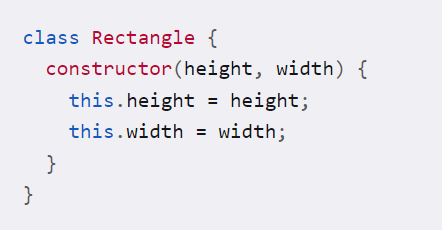 class Rectangle {
  constructor(height, width) {
    this.height = height;
    this.width = width;
  }
}